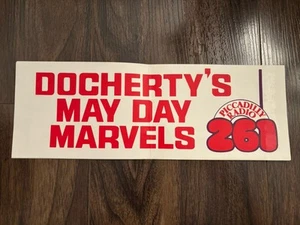 DOCHERTY'S
MAY DAY
MARVELS
PICCADILLY
RADIO
261